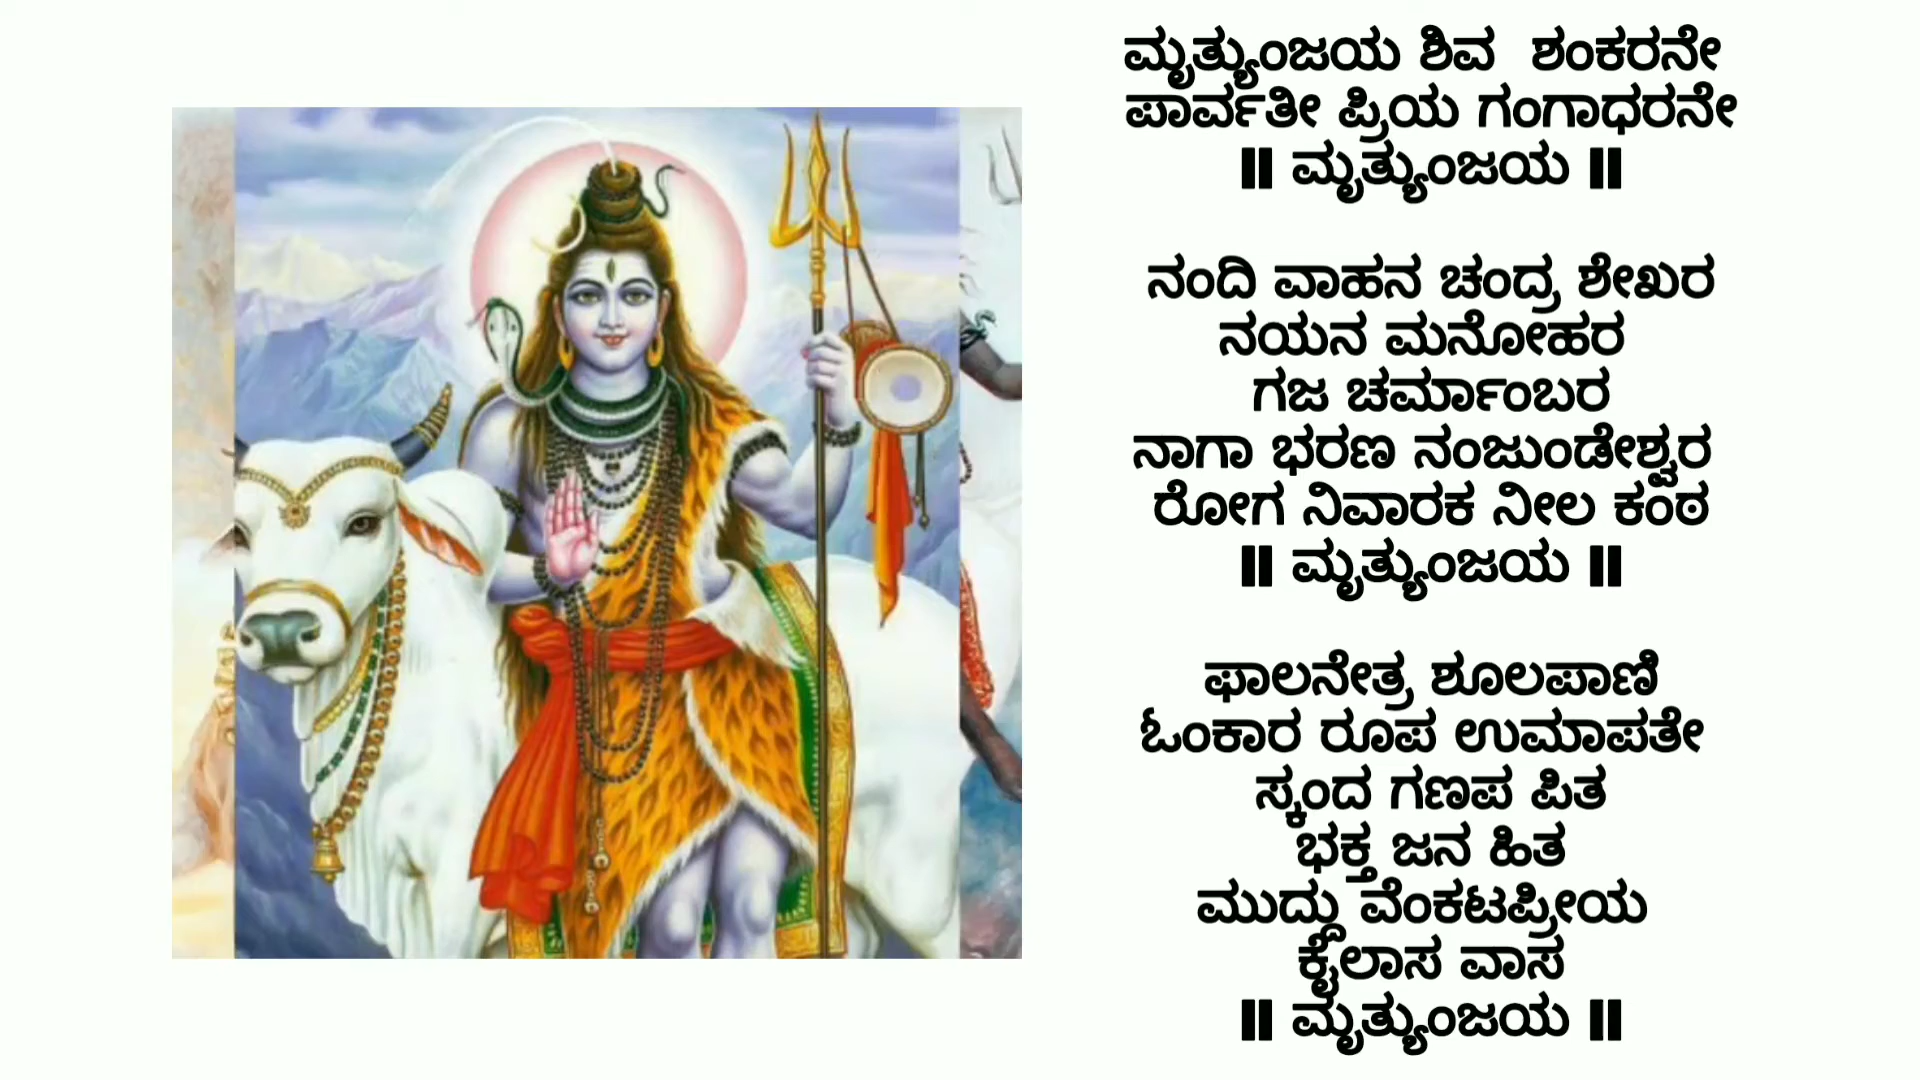 ಮೃತ್ಯುಂಜಯ ಶಿವ ಶಂಕರನೇ
ಪಾರ್ವತೀ ಪ್ರಿಯ ಗಂಗಾಧರನೇ
॥ ಮೃತ್ಯುಂಜಯ ॥
ನಂದಿ ವಾಹನ ಚಂದ್ರ ಶೇಖರ
ನಯನ ಮನೋಹರ
ಗಜ ಚರ್ಮಾಂಬರ
ನಾಗಾ ಭರಣ ನಂಜುಂಡೇಶ್ವರ
ರೋಗ ನಿವಾರಕ ನೀಲ ಕಂಠ
॥ ಮೃತ್ಯುಂಜಯ ॥
ಫಾಲನೇತ್ರ ಶೂಲಪಾಣಿ
ಓಂಕಾರ ರೂಪ ಉಮಾಪತೇ
ಸ್ಕಂದ ಗಣಪ ಪಿತ
ಭಕ್ತ ಜನ ಹಿತ
ಮುದ್ದು ವೆಂಕಟಪ್ರೀಯ
ಕೈಲಾಸ ವಾಸ
॥ ಮೃತ್ಯುಂಜಯ ॥